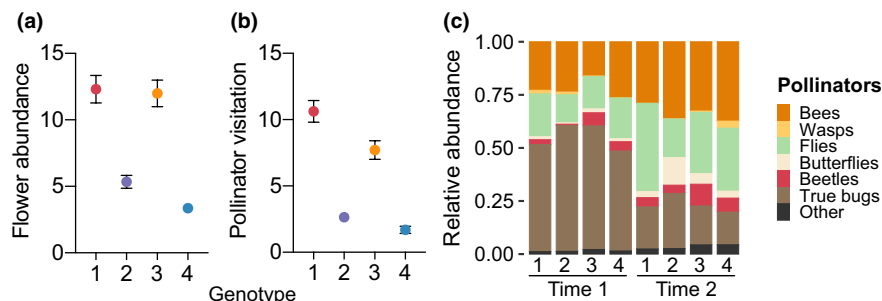 (a)
Flower abundance
15
10
5
0
1 2 3 4
(b)
Pollinator visitation
15
10
5
0
1 2 3 4
Genotype
(c)
Relative abundance
1.00
0.75
0.50
0.25
0.00
1 2 3 4 1 2 3 4
Time 1 Time 2
Pollinators
Bees
Wasps
Flies
Butterflies
Beetles
True bugs
Other